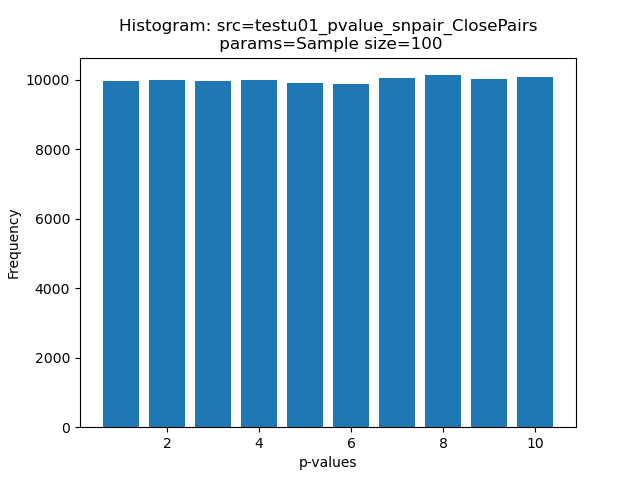 Histogram: src=testu01_pvalue_snpair_ClosePairs
params=Sample size=100
10000
8000
6000
4000
2000
0
Frequency
2
4
6
8
10
p-values